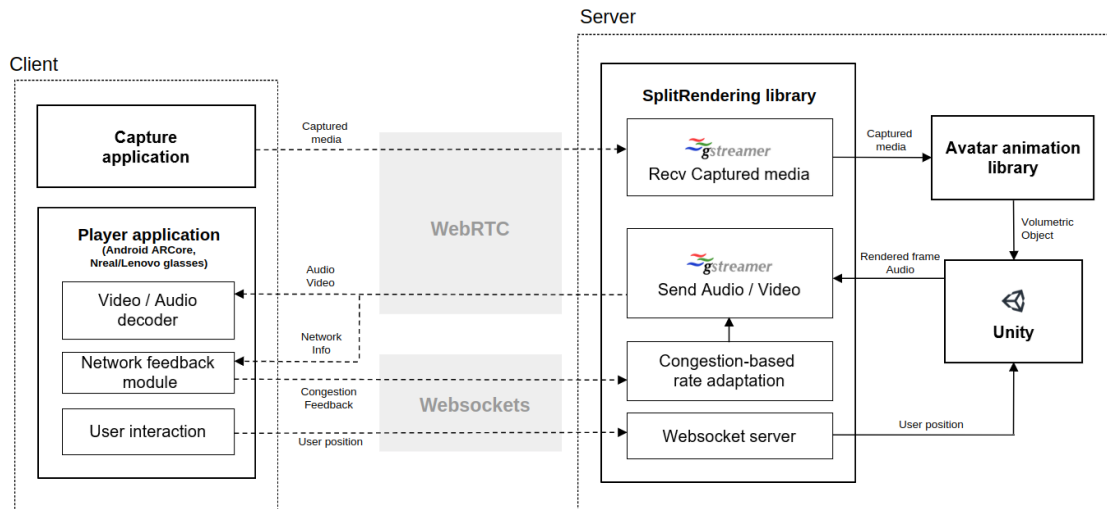 Server
Client
SplitRendering library
Capture
application
Captured
media
gstreamer
Recv Captured media
Captured
media
Avatar animation
library
WebRTC
Player application
(Android ARCore,
Nreal/Lenovo glasses)
Volumetric
Object
Audio
Video
gstreamer
Send Audio / Video
Rendered frame
Audio
Unity
Video / Audio
decoder
Network
Info
Network feedback
module
Congestion
Feedback
Websockets
Congestion-based
rate adaptation
User interaction
User position
Websocket server
User position